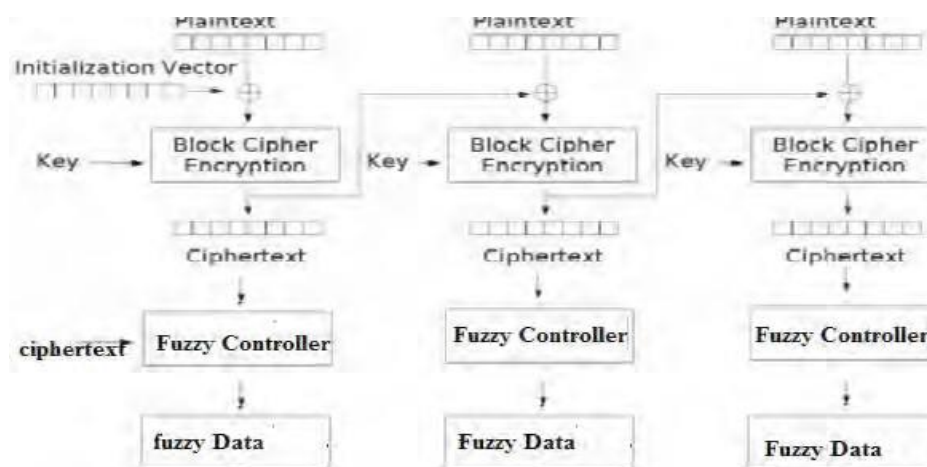 Plaintext Plaintext Plaintext
Initialization Vector
Key Block Cipher Encryption Key Block Cipher Encryption Key Block Cipher Encryption
Ciphertext Ciphertext Ciphertext
ciphertext Fuzzy Controller Fuzzy Controller Fuzzy Controller
fuzzy Data Fuzzy Data Fuzzy Data